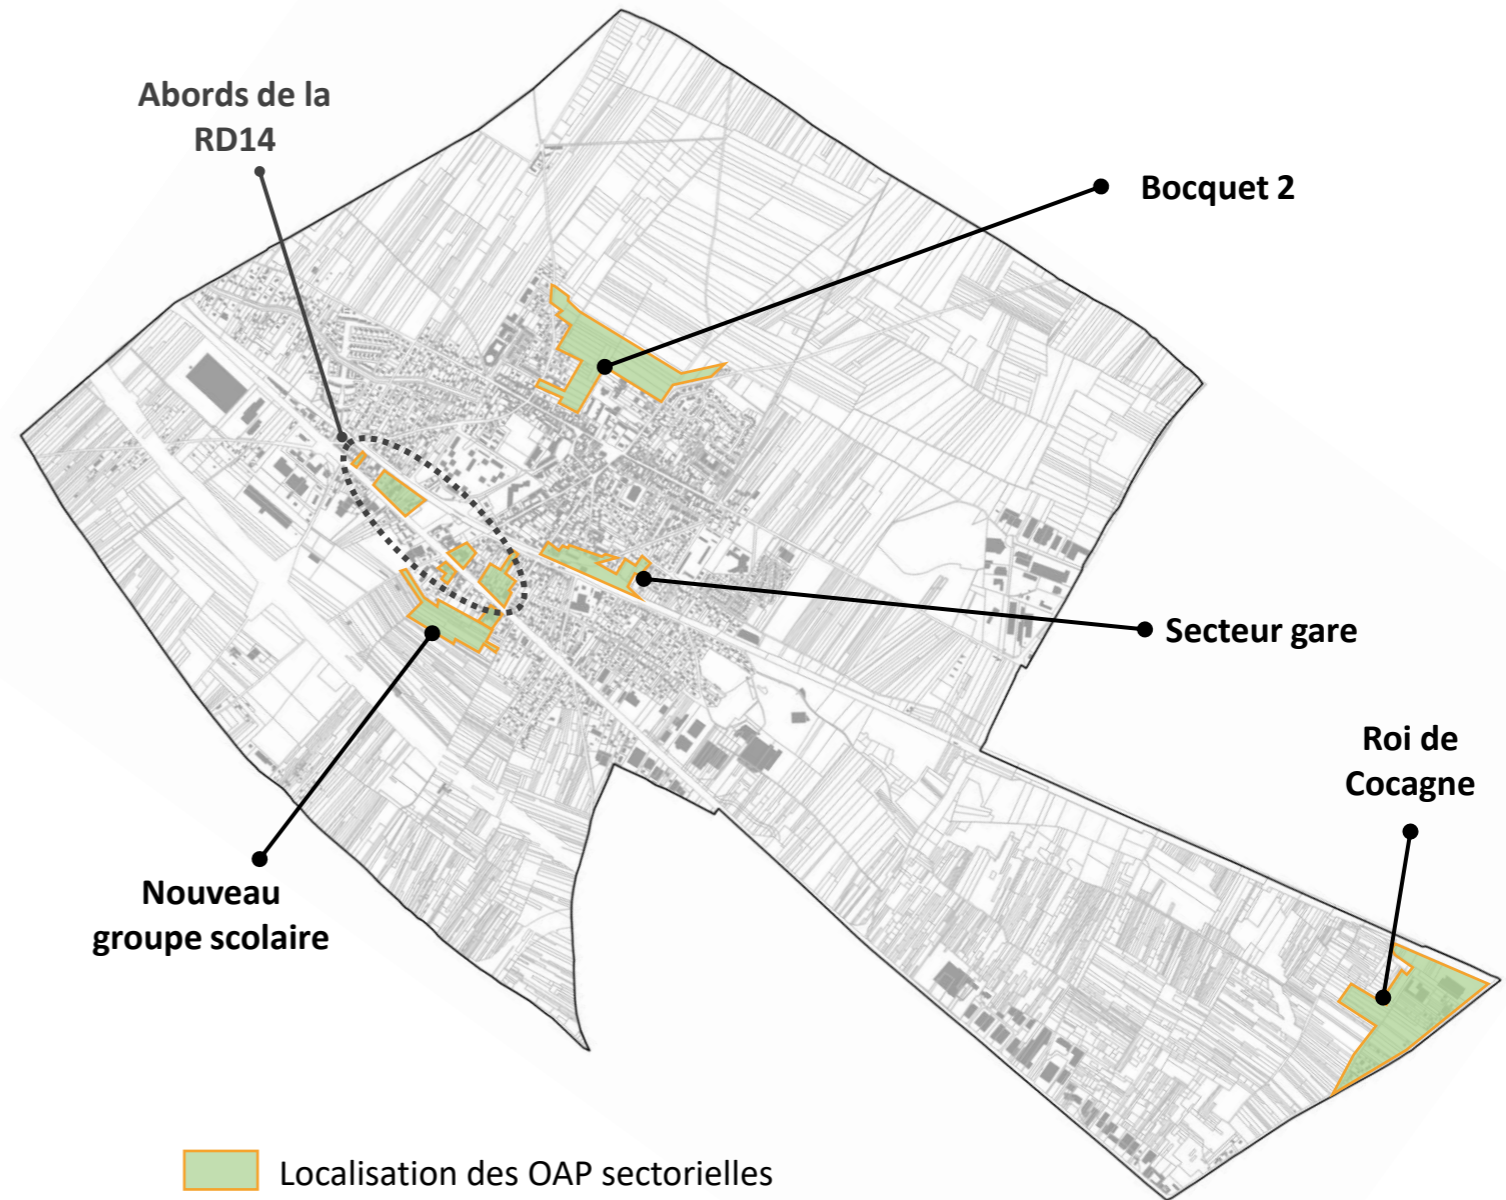 Abords de la
RD14
Bocquet 2
Secteur gare
Roi de
Cocagne
Nouveau
groupe scolaire
Localisation des OAP sectorielles